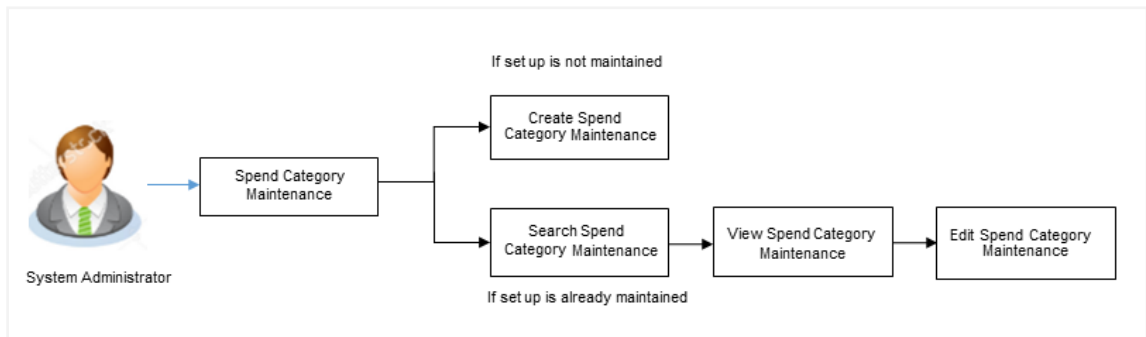 If set up is not maintained
Create Spend
Category Maintenance
Spend Category
Maintenance
Search Spend
Category Maintenance
View Spend Category
Maintenance
Edit Spend Category
Maintenance
System Administrator
If set up is already maintained